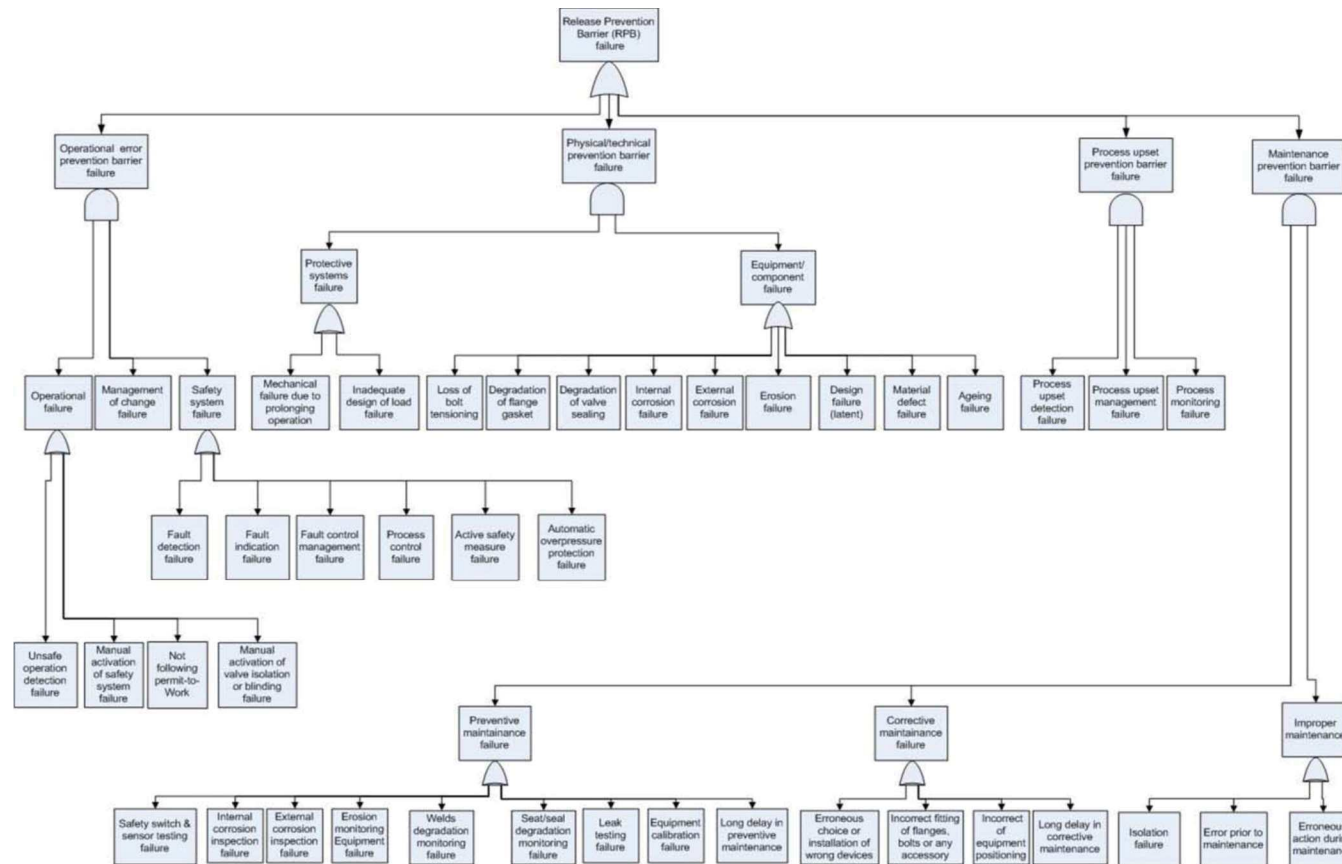 Release Prevention
Barrier (RPB)
failure
Operational error
prevention barrier
failure
Physical/technical
prevention barrier
failure
Process upset
prevention barrier
failure
Maintenance
prevention barrier
failure
Protective
systems
failure
Equipment/
component
failure
Operational
failure
Management
of change
failure
Safety
system
failure
Mechanical
failure due to
prolonging
operation
Inadequate
design of load
failure
Loss of
bolt
tensioning
Degradation
of flange
gasket
Degradation
of valve
sealing
Internal
corrosion
failure
External
corrosion
failure
Erosion
failure
Design
failure
(latent)
Material
defect
failure
Ageing
failure
Process
upset
detection
failure
Process upset
management
failure
Process
monitoring
failure
Fault
detection
failure
Fault
indication
failure
Fault control
management
failure
Process
control
failure
Active safety
measure
failure
Automatic
overpressure
protection
failure
Unsafe
operation
detection
failure
Manual
activation
of safety
system
failure
Not
following
permit-to-
Work
Manual
activation of
valve isolation
or blinding
failure
Preventive
maintainance
failure
Corrective
maintainance
failure
Improper
maintenance
Safety switch &
sensor testing
failure
Internal
corrosion
inspection
failure
External
corrosion
inspection
failure
Erosion
monitoring
Equipment
failure
Welds
degradation
monitoring
failure
Seat/seal
degradation
monitoring
failure
Leak
testing
failure
Equipment
calibration
failure
Long delay in
preventive
maintenance
Erroneous
choice or
installation of
wrong devices
Incorrect fitting
of flanges,
bolts or any
accessory
Incorrect
of
equipment
positioning
Long delay in
corrective
maintenance
Isolation
failure
Error prior to
maintenance
Erroneous
action during
maintenance